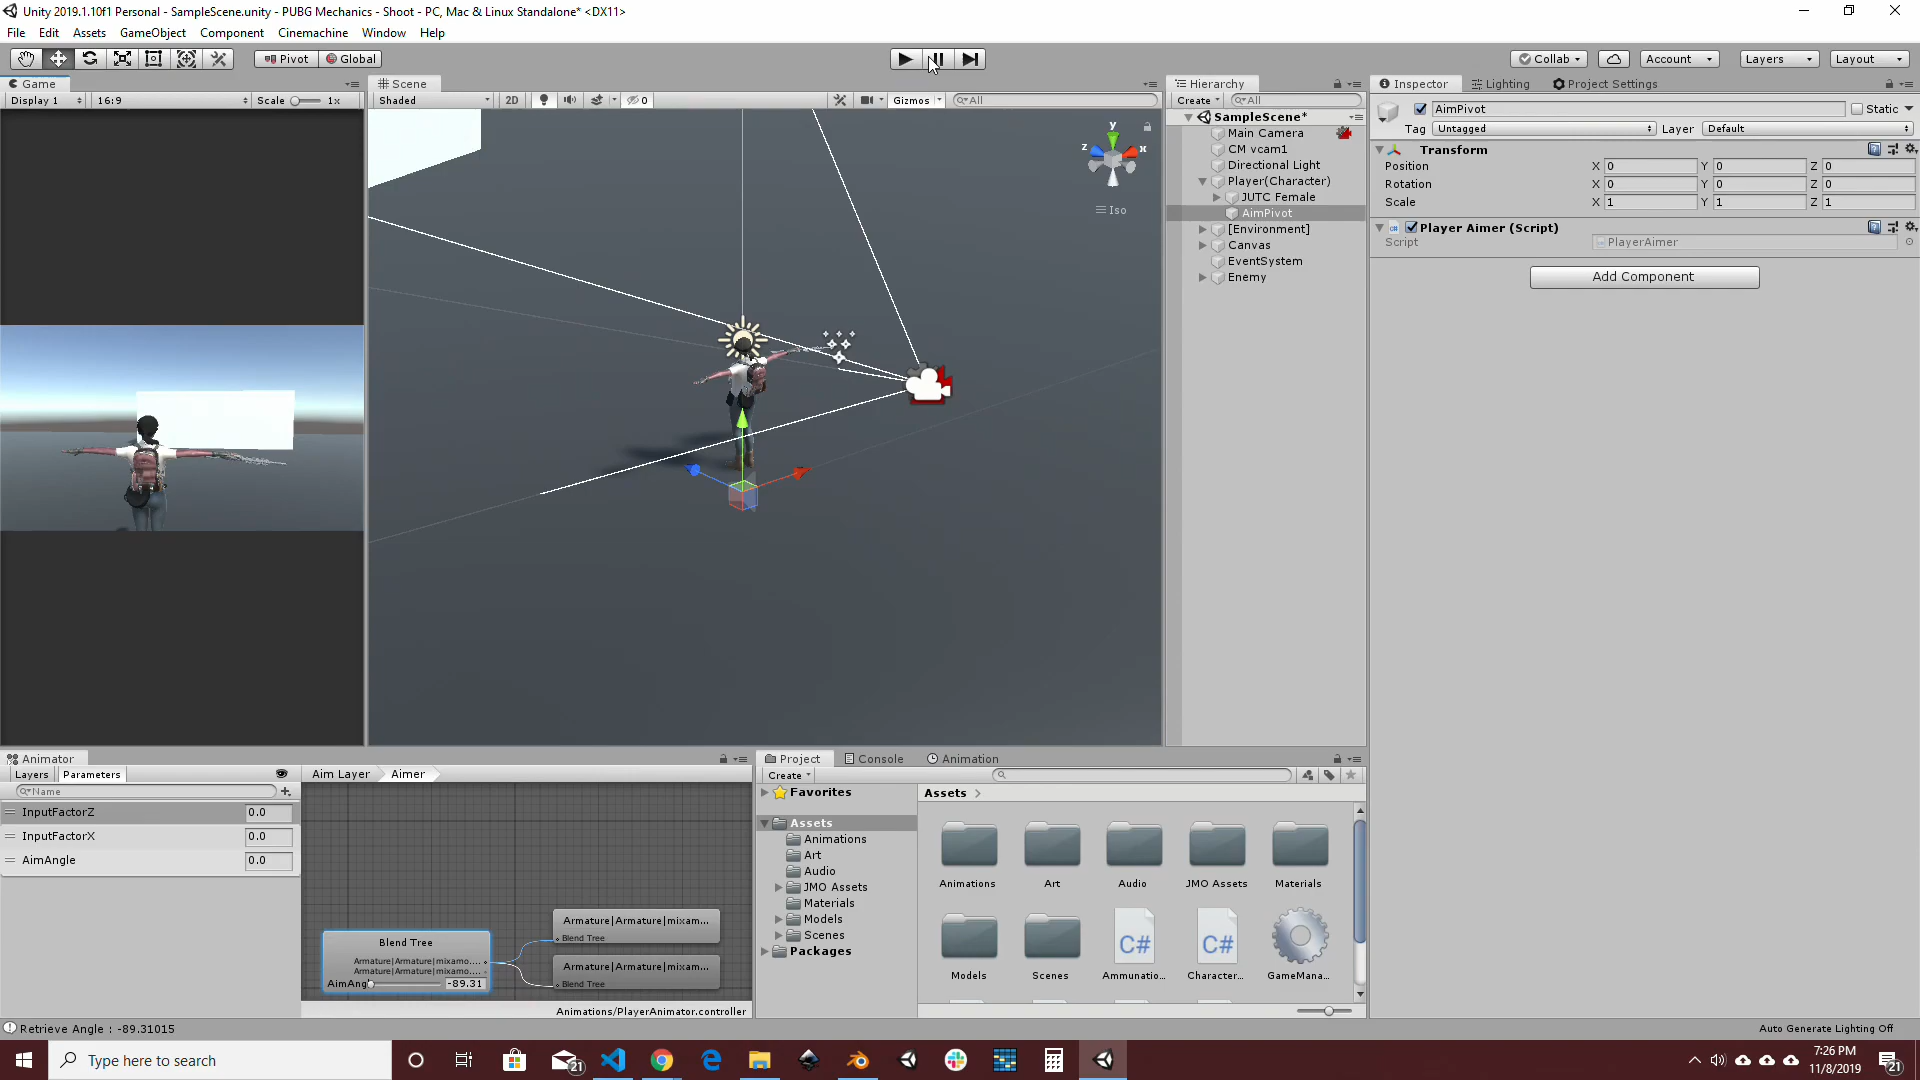 Unity 2019.1.10f1 Personal - SampleScene.unity - PUBG Mechanics - Shoot - PC, Mac & Linux Standalone* <DX11>
File Edit Assets GameObject Component Cinemachine Window Help
Pivot Global Collab Account Layers Layout
Game Scene Hierarchy Inspector Lighting Project Settings
Display 1 16:9 Scale 1x Shaded 2D 0 Gizmos All Create All
AimPivot Static
Tag Untagged Layer Default
SampleScene*
Main Camera
CM vcam1
Directional Light
Player(Character)
JUTC Female
AimPivot
[Environment]
Canvas
EventSystem
Enemy
y
z x
Iso
Transform
Position X 0 Y 0 Z 0
Rotation X 0 Y 0 Z 0
Scale X 1 Y 1 Z 1
Player Aimer (Script)
Script PlayerAimer
Add Component
Animator
Layers Parameters Aim Layer Aimer
Name
InputFactorZ 0.0
InputFactorX 0.0
AimAngle 0.0
Blend Tree
Armature|Armature|mixamo....
Armature|Armature|mixamo....
AimAng -89.31
Armature|Armature|mixam...
Blend Tree
Armature|Armature|mixam...
Blend Tree
Animations/PlayerAnimator.controller
Project Console Animation
Create
Favorites
Assets
Animations
Art
Audio
JMO Assets
Materials
Models
Scenes
Packages
Assets
Animations Art Audio JMO Assets Materials
C# C#
Models Scenes Ammunatio... Character... GameMana...
Retrieve Angle : -89.31015
Auto Generate Lighting Off
Type here to search
21
7:26 PM
11/8/2019
21